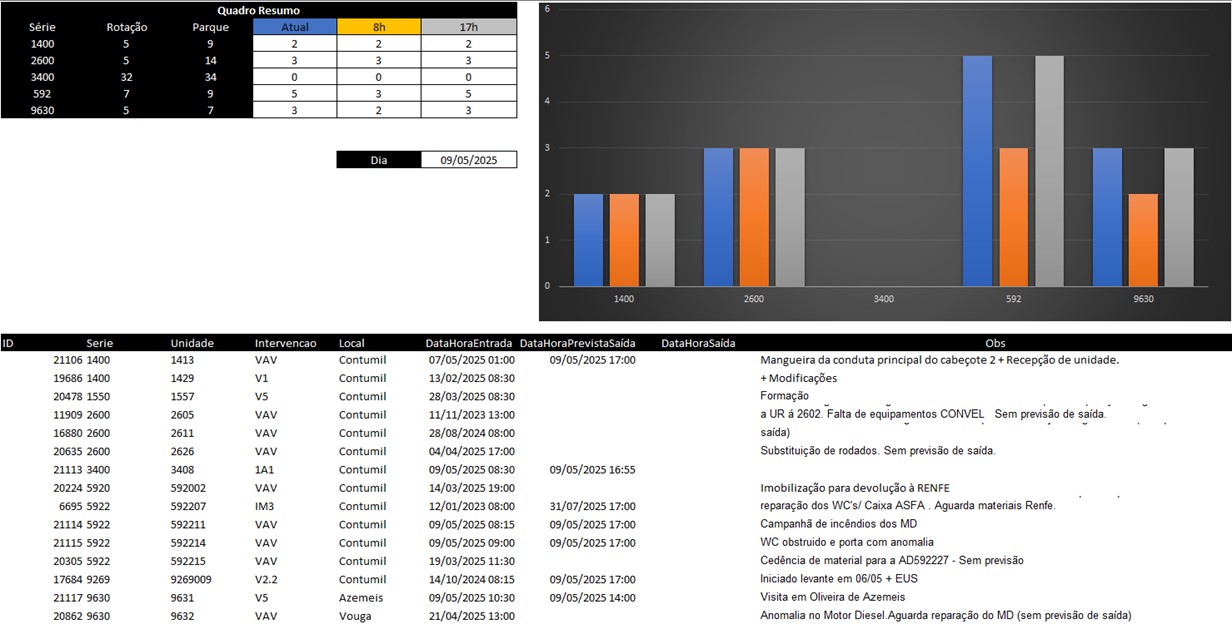 Quadro Resumo
Série Rotação Parque Atual 8h 17h
1400 5 9 2 2 2
2600 5 14 3 3 3
3400 32 34 0 0 0
592 7 9 5 3 5
9630 5 7 3 2 3
Dia 09/05/2025
6
5
4
3
2
1
0
1400 2600 3400 592 9630
ID Serie Unidade Intervencao Local DataHoraEntrada DataHoraPrevistaSaída DataHoraSaída Obs
21106 1400 1413 VAV Contumil 07/05/2025 01:00 09/05/2025 17:00 Mangueira da conduta principal do cabeçote 2 + Recepção de unidade.
19686 1400 1429 V1 Contumil 13/02/2025 08:30 + Modificações
20478 1550 1557 V5 Contumil 28/03/2025 08:30 Formação
11909 2600 2605 VAV Contumil 11/11/2023 13:00 a UR á 2602. Falta de equipamentos CONVEL Sem previsão de saída.
16880 2600 2611 VAV Contumil 28/08/2024 08:00 saída)
20635 2600 2626 VAV Contumil 04/04/2025 17:00 Substituição de rodados. Sem previsão de saída.
21113 3400 3408 1A1 Contumil 09/05/2025 08:30 09/05/2025 16:55
20224 5920 592002 VAV Contumil 14/03/2025 19:00 Imobilização para devolução à RENFE
6695 5922 592207 IM3 Contumil 12/01/2023 08:00 31/07/2025 17:00 reparação dos WC's/ Caixa ASFA . Aguarda materiais Renfe.
21114 5922 592211 VAV Contumil 09/05/2025 08:15 09/05/2025 17:00 Campanhã de incêndios dos MD
21115 5922 592214 VAV Contumil 09/05/2025 09:00 09/05/2025 17:00 WC obstruido e porta com anomalia
20305 5922 592215 VAV Contumil 19/03/2025 11:30 Cedência de material para a AD592227 - Sem previsão
17684 9269 9269009 V2.2 Contumil 14/10/2024 08:15 09/05/2025 17:00 Iniciado levante em 06/05 + EUS
21117 9630 9631 V5 Azemeis 09/05/2025 10:30 09/05/2025 14:00 Visita em Oliveira de Azemeis
20862 9630 9632 VAV Vouga 21/04/2025 13:00 Anomalia no Motor Diesel.Aguarda reparação do MD (sem previsão de saída)